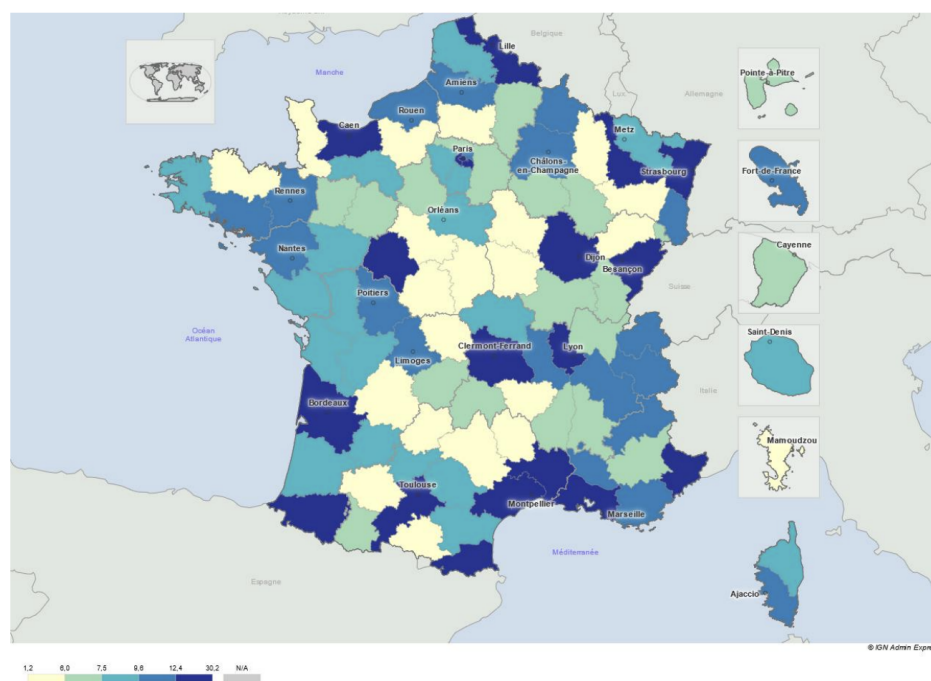 Belgique
Lille
Manche
Amiens
Pointe-à-Pitre
Lux.
Allemagne
Rouen
Caen
Metz
Paris
Châlons-
en-Champagne
Strasbourg
Fort-de-France
Rennes
Orléans
Cayenne
Nantes
Dijon
Besançon
Suisse
Poitiers
Océan
Atlantique
Saint-Denis
Clermont-Ferrand
Lyon
Limoges
Italie
Bordeaux
Mamoudzou
Toulouse
Montpellier
Marseille
Méditerranée
Espagne
Ajaccio
© IGN Admin Expre
1,2 6,0 7,5 9,6 12,4 30,2 N/A